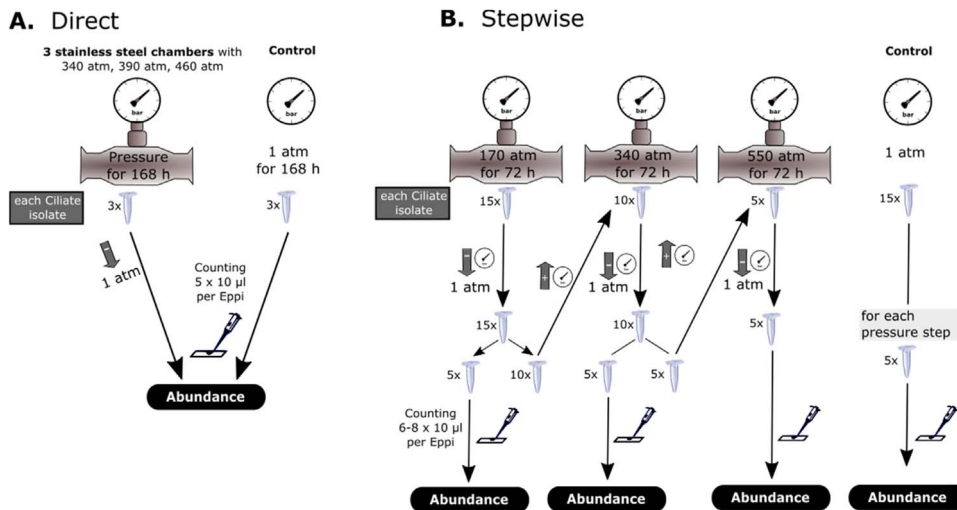 A. Direct
3 stainless steel chambers with
340 atm, 390 atm, 460 atm
Control
bar
bar
Pressure
for 168 h
1 atm
for 168 h
each Ciliate
isolate
3x
3x
-
1 atm
Counting
5 x 10 µl
per Eppi
Abundance
B. Stepwise
Control
bar
bar
bar
bar
170 atm
for 72 h
340 atm
for 72 h
550 atm
for 72 h
1 atm
each Ciliate
isolate
15x
10x
5x
15x
-
+
-
+
-
1 atm
1 atm
1 atm
15x
10x
5x
for each
pressure step
5x
10x
5x
5x
5x
Counting
6-8 x 10 µl
per Eppi
Abundance
Abundance
Abundance
Abundance